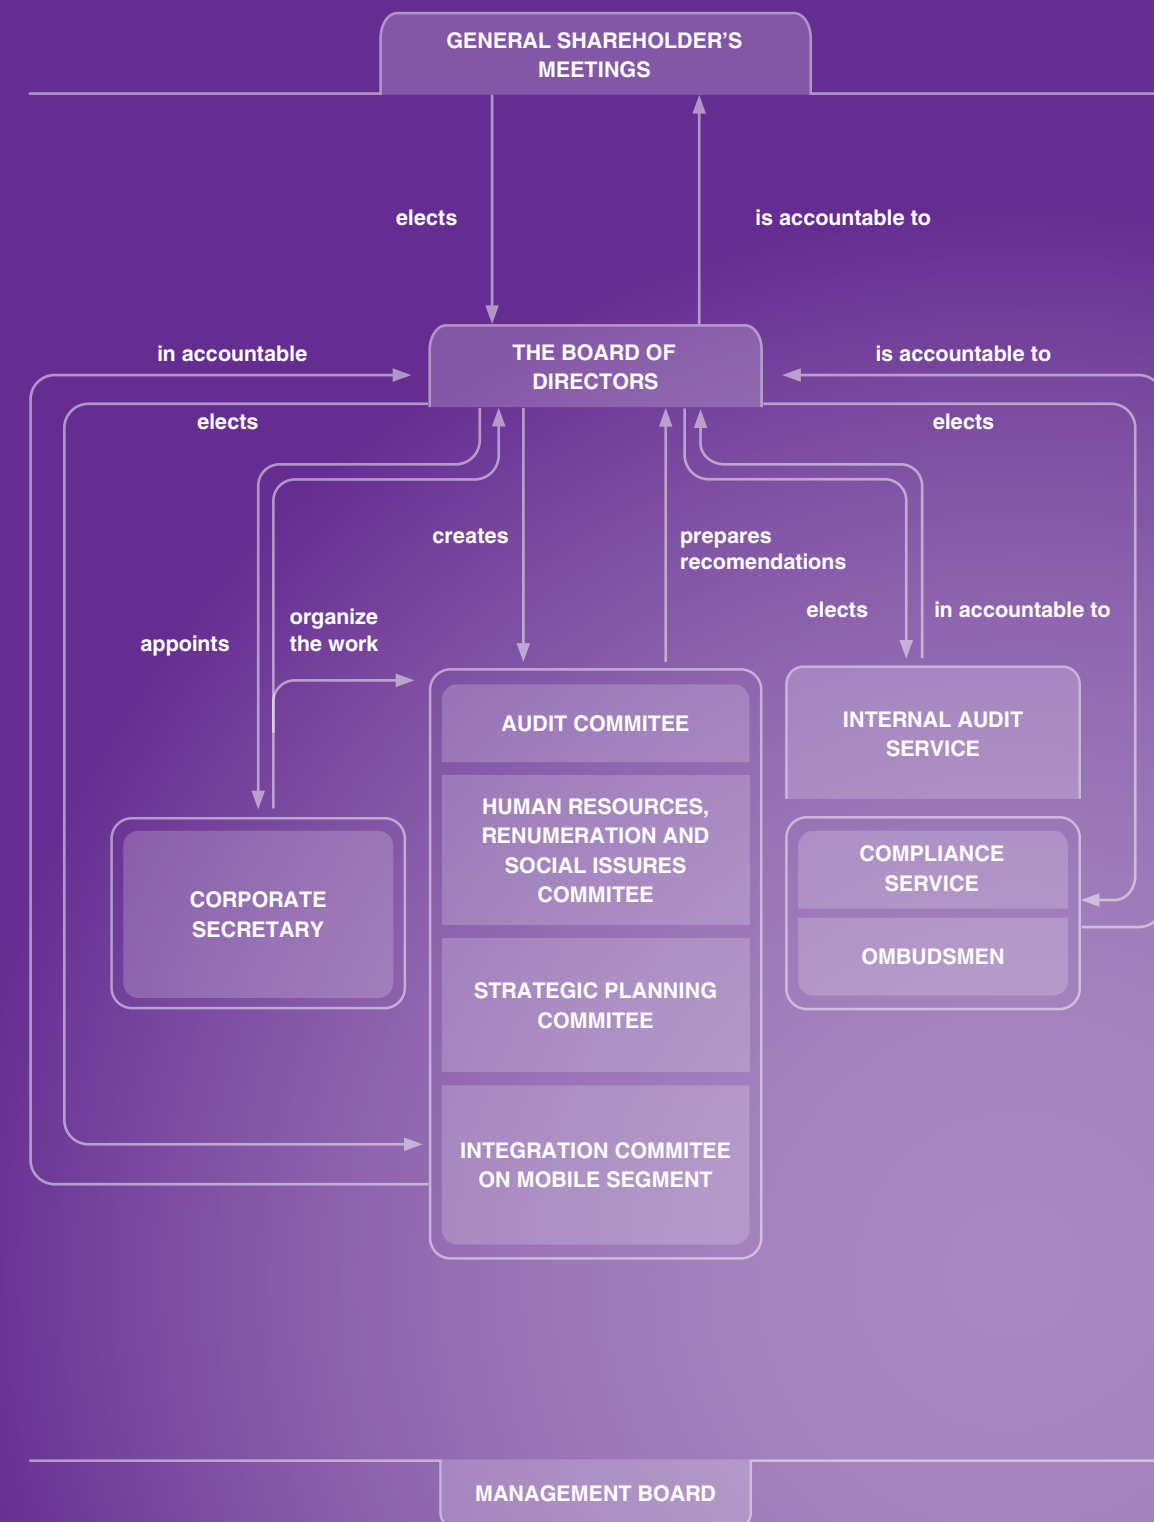 GENERAL SHAREHOLDER'S
MEETINGS
elects
is accountable to
in accountable
THE BOARD OF
DIRECTORS
is accountable to
elects
elects
creates
prepares
recomendations
appoints
organize
the work
elects
in accountable to
AUDIT COMMITEE
INTERNAL AUDIT
SERVICE
HUMAN RESOURCES,
RENUMERATION AND
SOCIAL ISSURES
COMMITEE
CORPORATE
SECRETARY
COMPLIANCE
SERVICE
OMBUDSMEN
STRATEGIC PLANNING
COMMITEE
INTEGRATION COMMITEE
ON MOBILE SEGMENT
MANAGEMENT BOARD